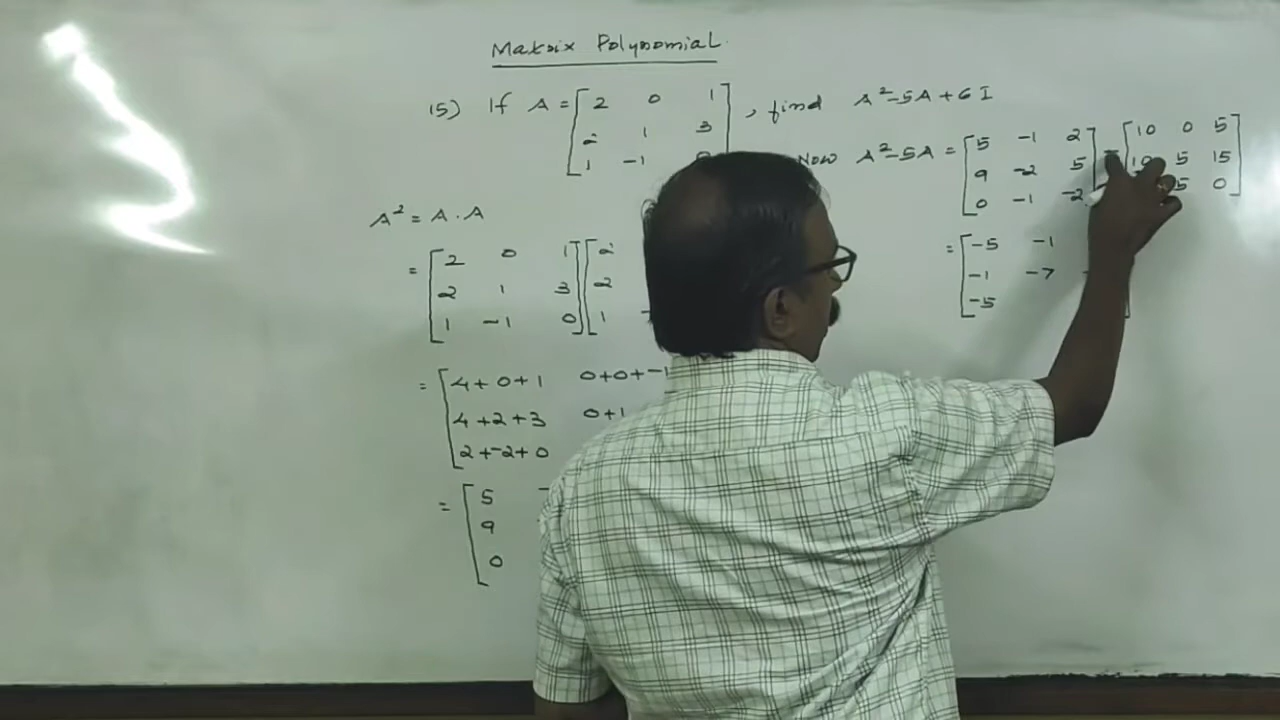 Matrix Polynomial
15) If A = [ 2 0 1 ] , find A²-5A+6I
2 1 3
1 -1
Now A²-5A = [ 5 -1 2 ] - [ 10 0 5 ]
9 -2 5 10 5 15
0 -1 -2 5 0
= [ -5 -1
-1 -7
-5
A² = A . A
= [ 2 0 1 ] [ 2
2 1 3 2
1 -1 0 1
= [ 4+0+1 0+0+-1
4+2+3 0+1
2+-2+0
= [ 5
9
0